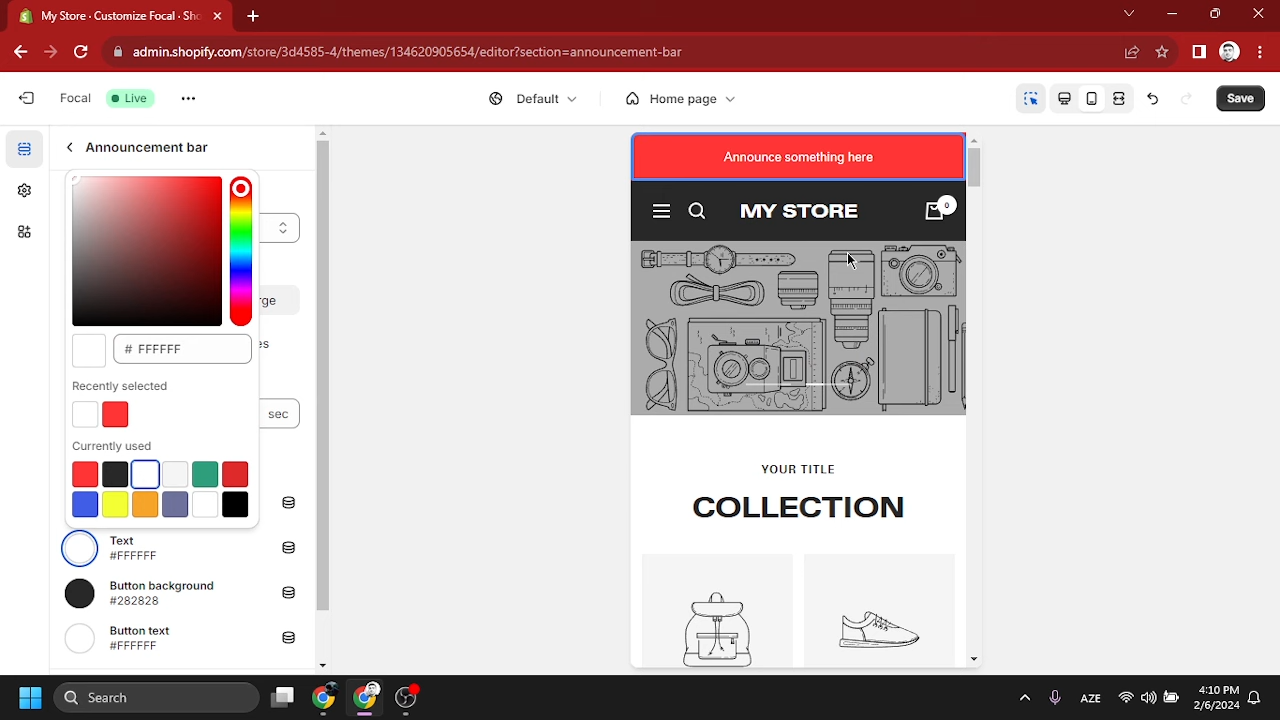 My Store · Customize Focal · Sho
admin.shopify.com/store/3d4585-4/themes/134620905654/editor?section=announcement-bar
Focal
Live
Default
Home page
Save
Announcement bar
rge
# FFFFFF
es
Recently selected
sec
Currently used
Text
#FFFFFF
Button background
#282828
Button text
#FFFFFF
Announce something here
MY STORE
0
YOUR TITLE
COLLECTION
Search
AZE
4:10 PM
2/6/2024